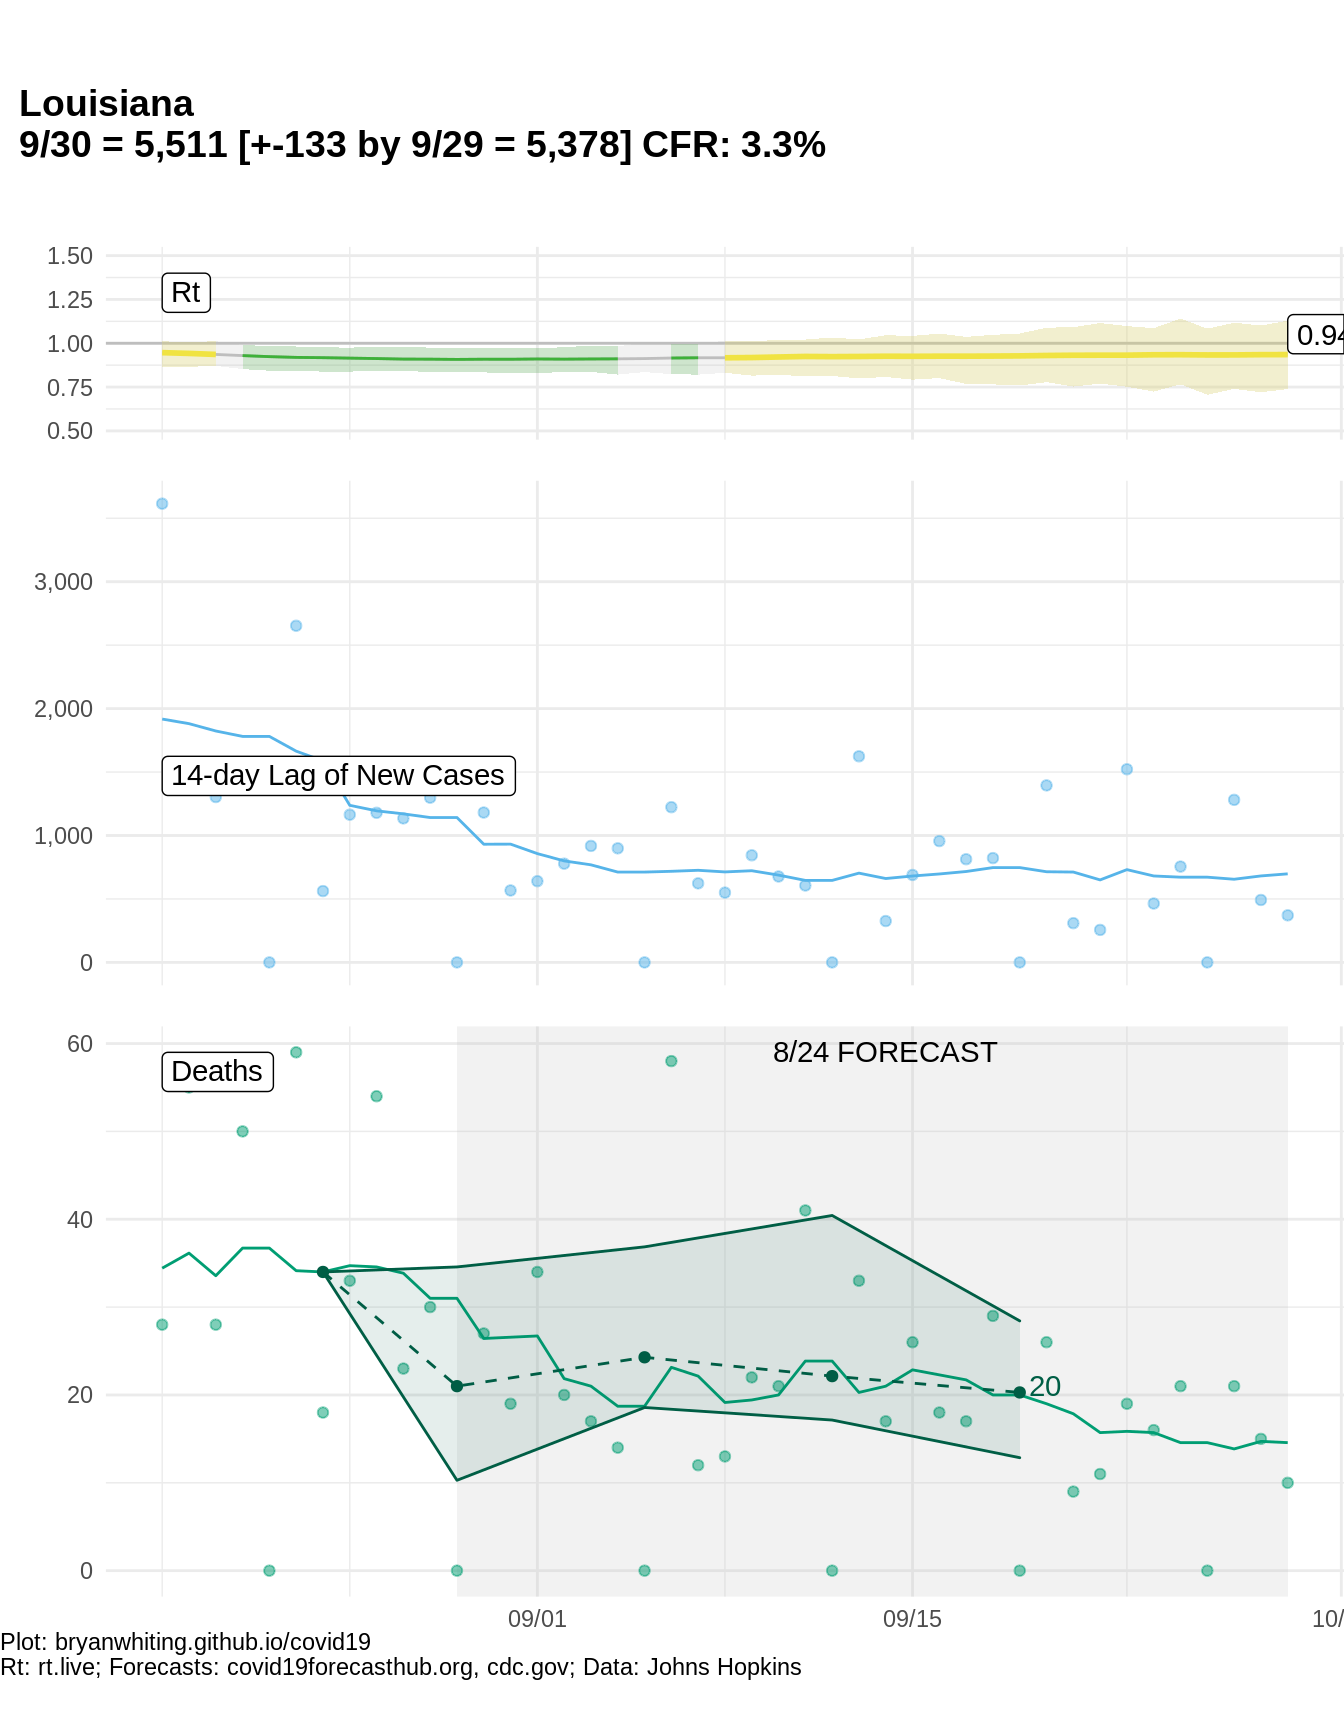 Louisiana
9/30 = 5,511 [+-133 by 9/29 = 5,378] CFR: 3.3%
1.50
1.25
1.00
0.75
0.50
Rt
0.94
3,000
2,000
1,000
0
14-day Lag of New Cases
60
40
20
0
Deaths
8/24 FORECAST
20
09/01
09/15
10/
Plot: bryanwhiting.github.io/covid19
Rt: rt.live; Forecasts: covid19forecasthub.org, cdc.gov; Data: Johns Hopkins